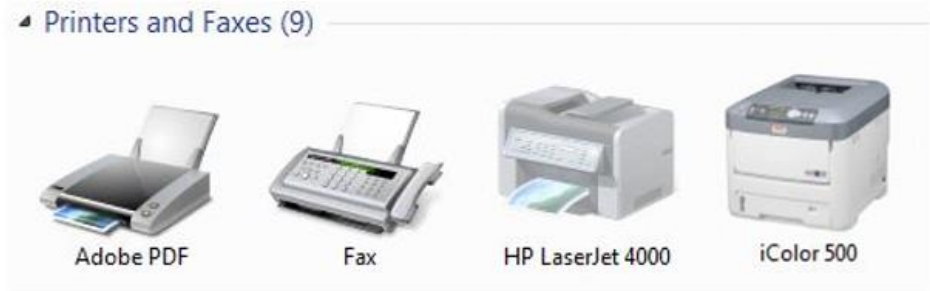 Printers and Faxes (9)
Adobe PDF
Fax
HP LaserJet 4000
iColor 500